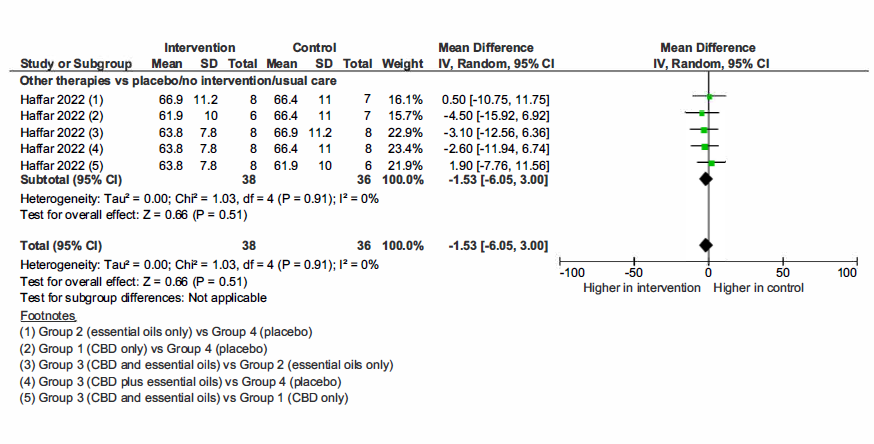 Intervention Control Mean Difference Mean Difference
Study or Subgroup Mean SD Total Mean SD Total Weight IV, Random, 95% CI IV, Random, 95% CI
Other therapies vs placebo/no intervention/usual care
Haffar 2022 (1) 66.9 11.2 8 66.4 11 7 16.1% 0.50 [-10.75, 11.75]
Haffar 2022 (2) 61.9 10 6 66.4 11 7 15.7% -4.50 [-15.92, 6.92]
Haffar 2022 (3) 63.8 7.8 8 66.9 11.2 8 22.9% -3.10 [-12.56, 6.36]
Haffar 2022 (4) 63.8 7.8 8 66.4 11 8 23.4% -2.60 [-11.94, 6.74]
Haffar 2022 (5) 63.8 7.8 8 61.9 10 6 21.9% 1.90 [-7.76, 11.56]
Subtotal (95% CI) 38 36 100.0% -1.53 [-6.05, 3.00]
Heterogeneity: Tau² = 0.00; Chi² = 1.03, df = 4 (P = 0.91); I² = 0%
Test for overall effect: Z = 0.66 (P = 0.51)
Total (95% CI) 38 36 100.0% -1.53 [-6.05, 3.00]
Heterogeneity: Tau² = 0.00; Chi² = 1.03, df = 4 (P = 0.91); I² = 0%
Test for overall effect: Z = 0.66 (P = 0.51)
Test for subgroup differences: Not applicable
-100 -50 0 50 100
Higher in intervention Higher in control
Footnotes
(1) Group 2 (essential oils only) vs Group 4 (placebo)
(2) Group 1 (CBD only) vs Group 4 (placebo)
(3) Group 3 (CBD and essential oils) vs Group 2 (essential oils only)
(4) Group 3 (CBD plus essential oils) vs Group 4 (placebo)
(5) Group 3 (CBD and essential oils) vs Group 1 (CBD only)